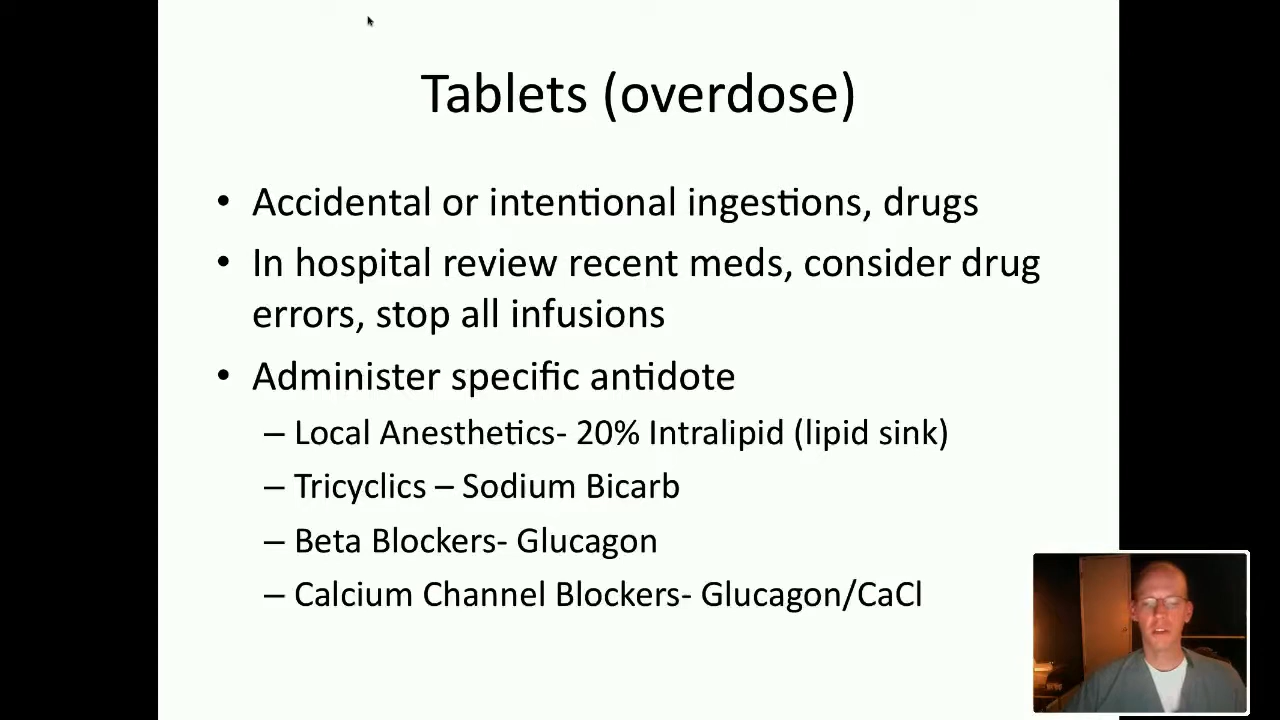 Tablets (overdose)
• Accidental or intentional ingestions, drugs
• In hospital review recent meds, consider drug
errors, stop all infusions
• Administer specific antidote
– Local Anesthetics- 20% Intralipid (lipid sink)
– Tricyclics – Sodium Bicarb
– Beta Blockers- Glucagon
– Calcium Channel Blockers- Glucagon/CaCl